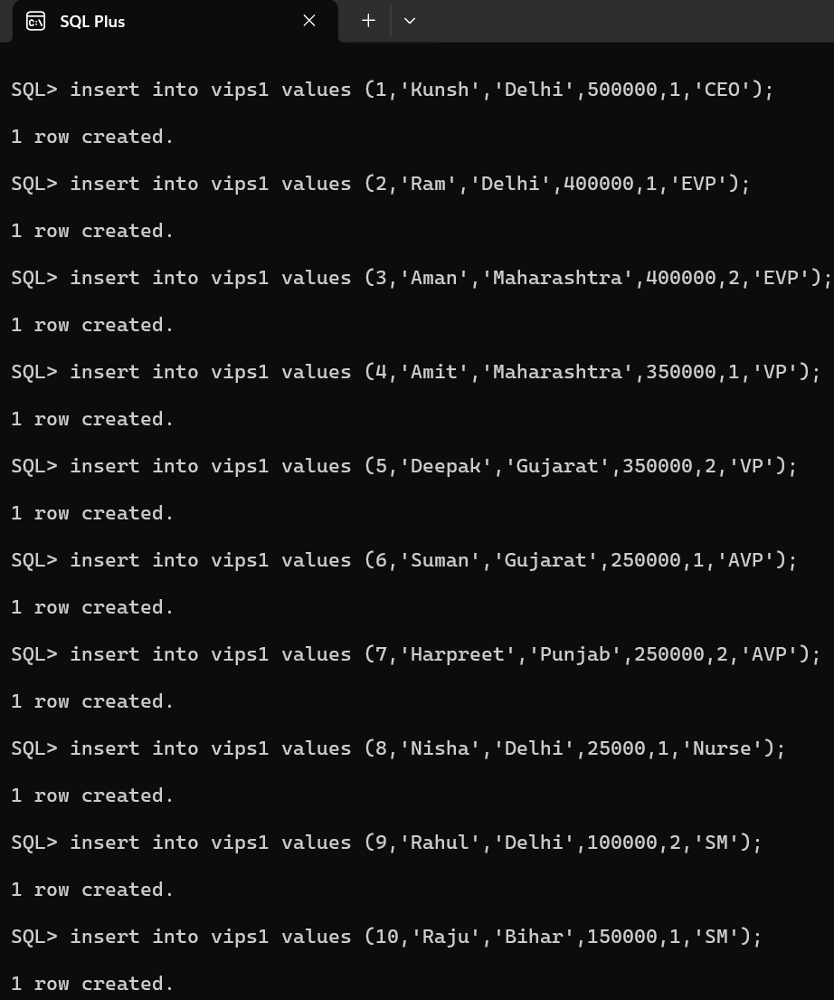 SQL Plus
SQL> insert into vips1 values (1,'Kunsh','Delhi',500000,1,'CEO');
1 row created.
SQL> insert into vips1 values (2,'Ram','Delhi',400000,1,'EVP');
1 row created.
SQL> insert into vips1 values (3,'Aman','Maharashtra',400000,2,'EVP');
1 row created.
SQL> insert into vips1 values (4,'Amit','Maharashtra',350000,1,'VP');
1 row created.
SQL> insert into vips1 values (5,'Deepak','Gujarat',350000,2,'VP');
1 row created.
SQL> insert into vips1 values (6,'Suman','Gujarat',250000,1,'AVP');
1 row created.
SQL> insert into vips1 values (7,'Harpreet','Punjab',250000,2,'AVP');
1 row created.
SQL> insert into vips1 values (8,'Nisha','Delhi',25000,1,'Nurse');
1 row created.
SQL> insert into vips1 values (9,'Rahul','Delhi',100000,2,'SM');
1 row created.
SQL> insert into vips1 values (10,'Raju','Bihar',150000,1,'SM');
1 row created.